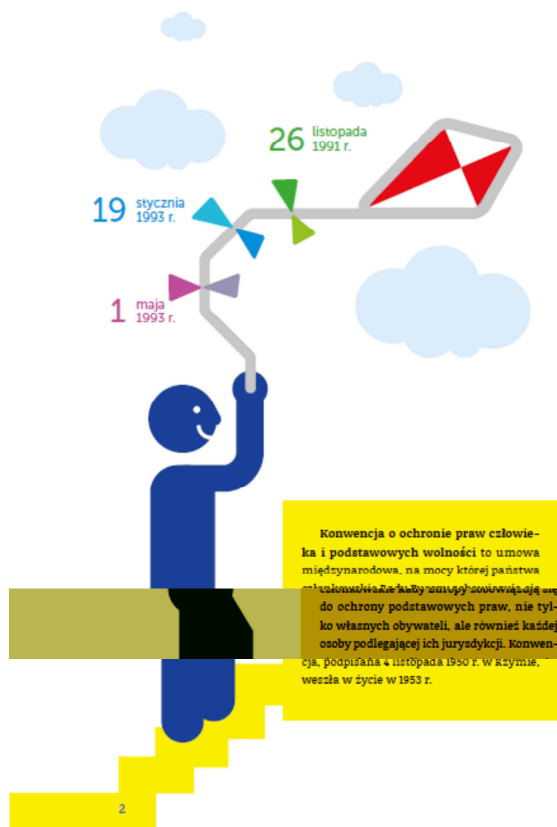 26 listopada
1991 r.
19 stycznia
1993 r.
1 maja
1993 r.
Konwencja o ochronie praw człowie-
ka i podstawowych wolności to umowa
międzynarodowa, na mocy której państwa
się
do ochrony podstawowych praw, nie tyl-
ko własnych obywateli, ale również każdej
osoby podlegającej ich jurysdykcji. Konwen-
cja, podpisana 4 listopada 1950 r. w Rzymie,
weszła w życie w 1953 r.
2